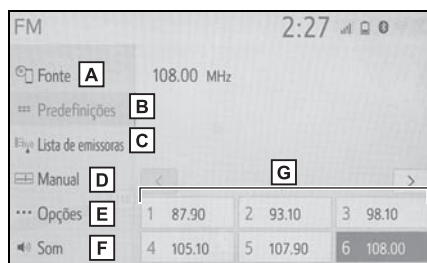 FM 2:27
Fonte A 108.00 MHz
Predefinições B
Lista de emissoras C
G
Manual D < >
Opções E 1 87.90 2 93.10 3 98.10
Som F 4 105.10 5 107.90 6 108.00